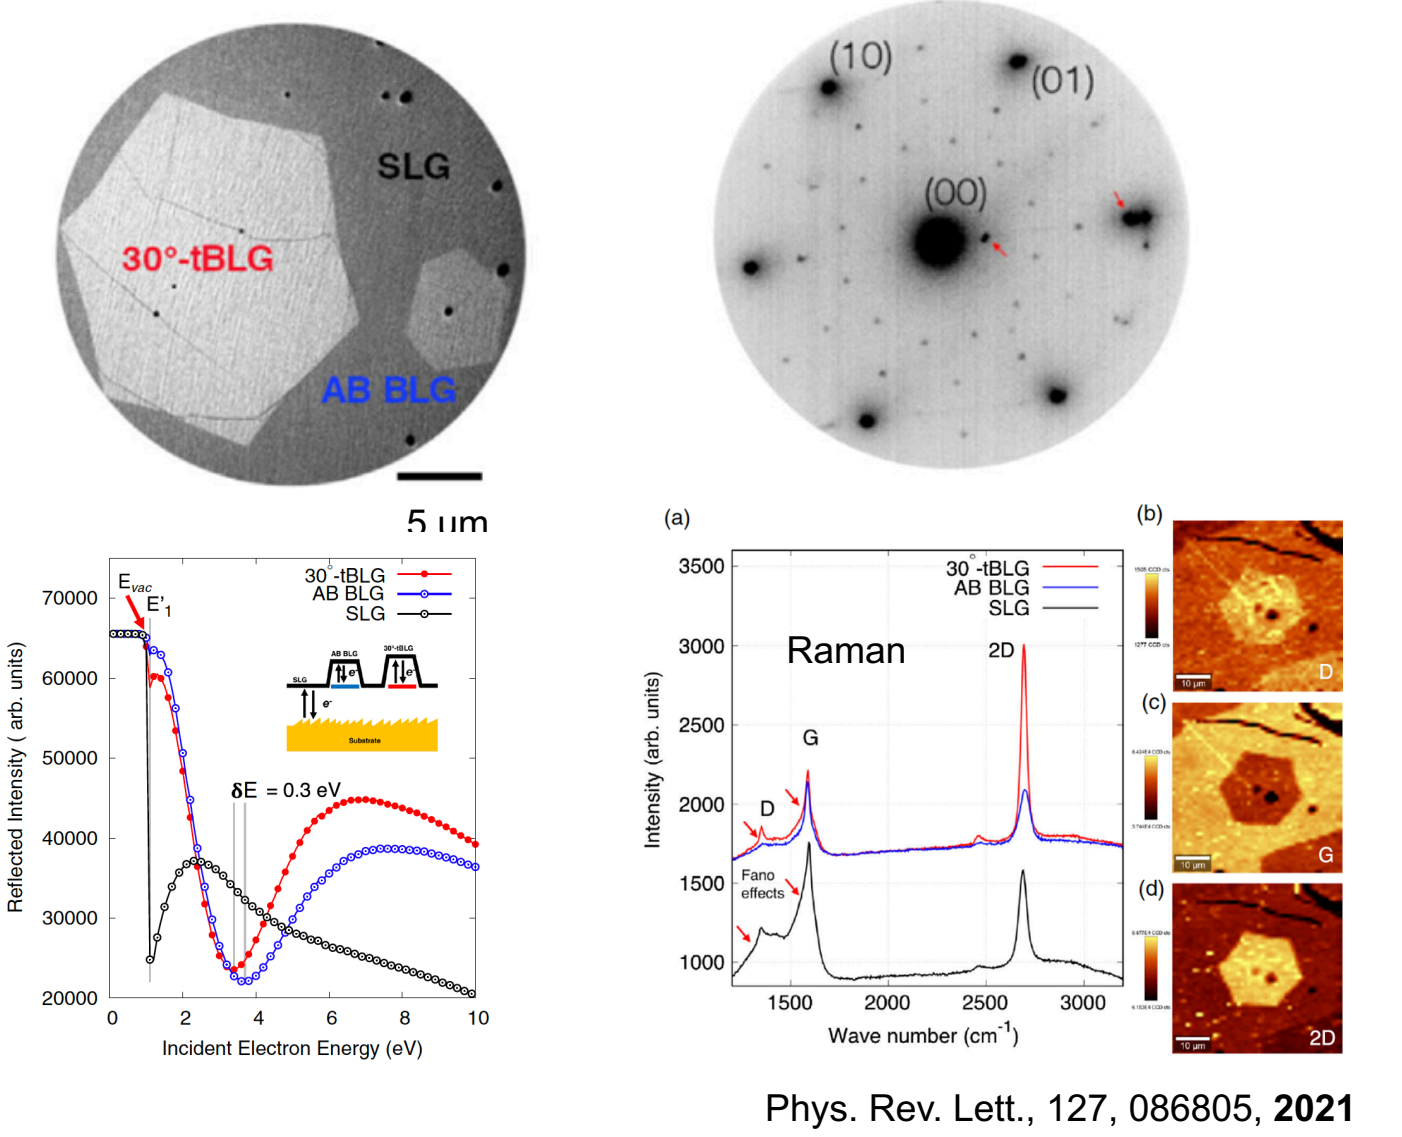 SLG
30°-tBLG
AB BLG
5 µm
(10)
(01)
(00)
Reflected Intensity ( arb. units)
70000
60000
50000
40000
30000
20000
0
2
4
6
8
10
Incident Electron Energy (eV)
Evac
E'1
30°-tBLG
AB BLG
SLG
SLG
AB BLG
30°-tBLG
e-
e-
e-
Substrate
δE = 0.3 eV
(a)
Intensity (arb. units)
3500
3000
2500
2000
1500
1000
1500
2000
2500
3000
Wave number (cm-1)
30°-tBLG
AB BLG
SLG
Raman
2D
G
D
Fano
effects
(b)
10 µm
D
(c)
10 µm
G
(d)
10 µm
2D
Phys. Rev. Lett., 127, 086805, 2021